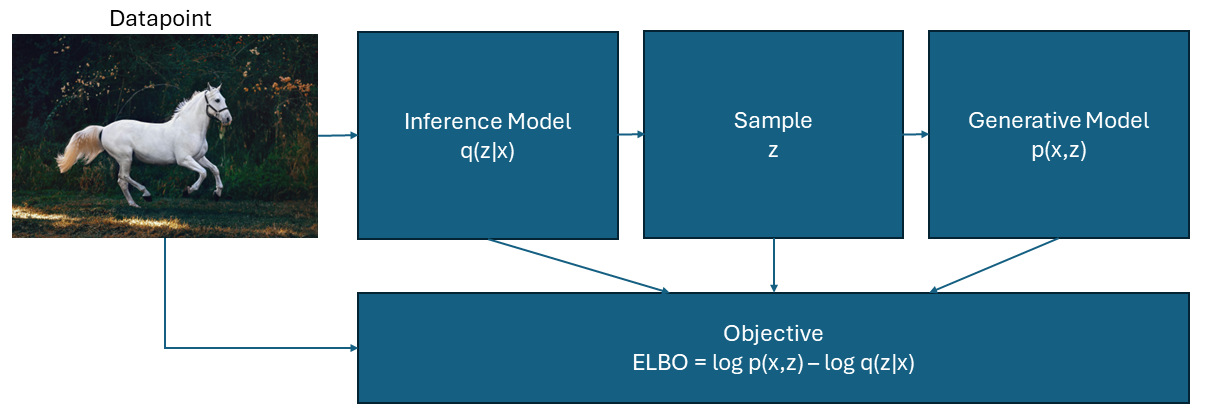 Datapoint
Inference Model
q(z|x)
Sample
z
Generative Model
p(x,z)
Objective
ELBO = log p(x,z) – log q(z|x)